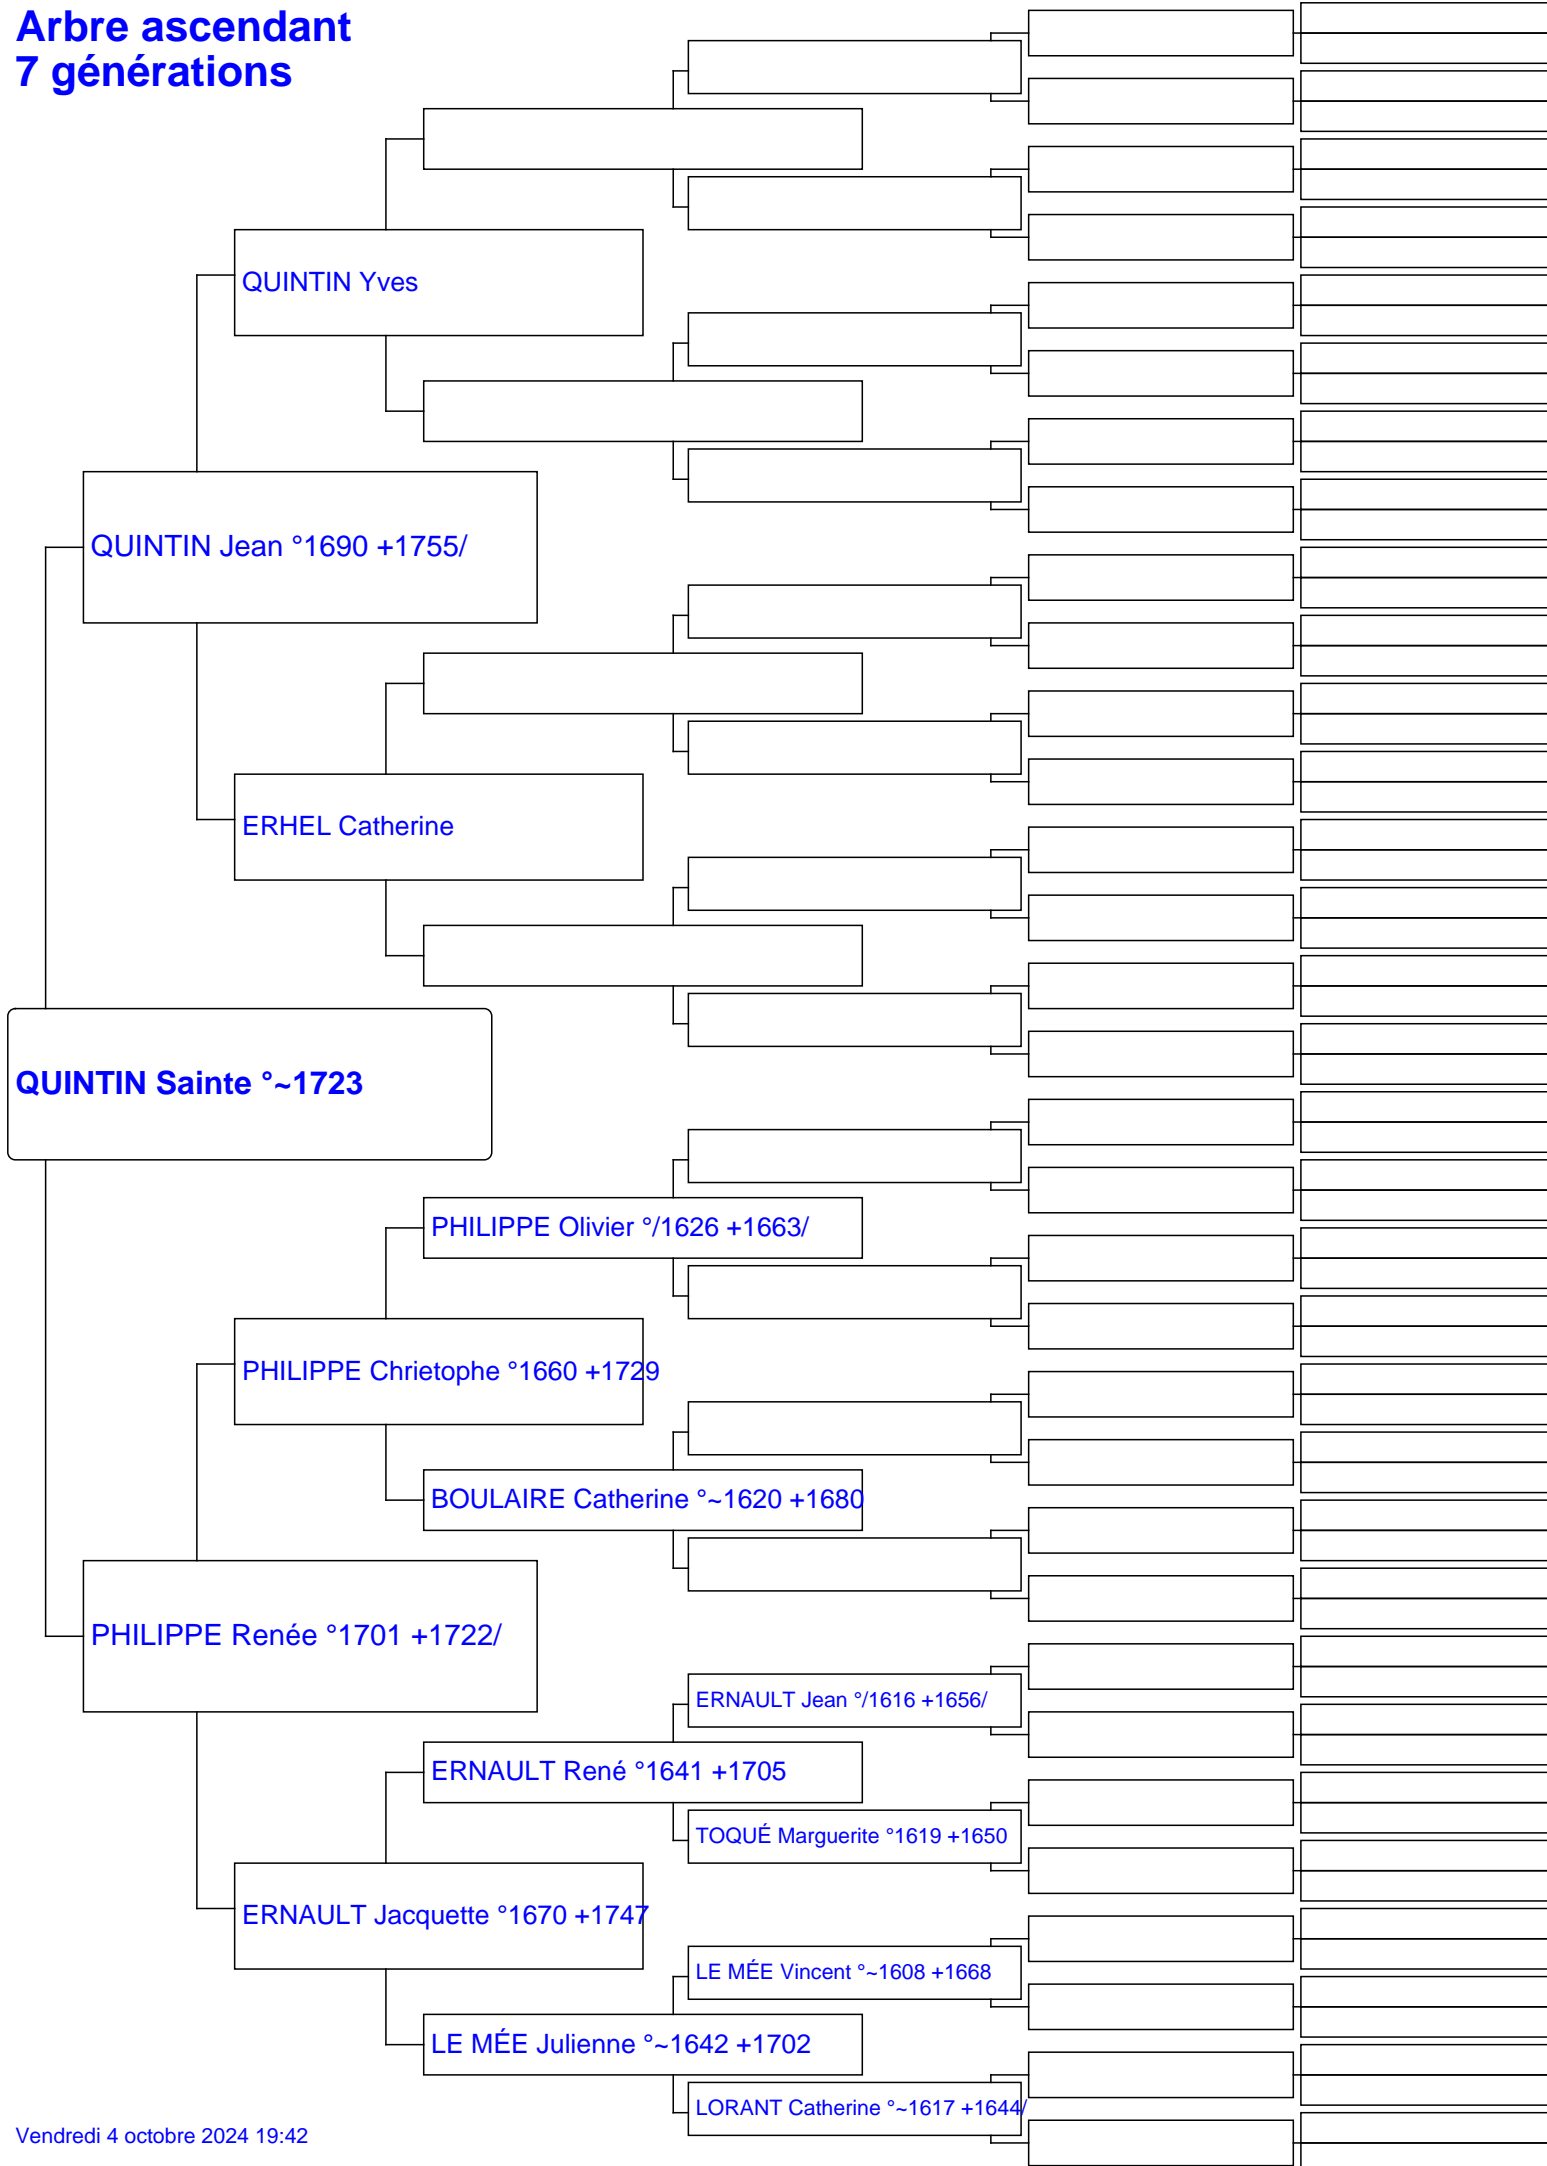 Arbre ascendant
7 générations
QUINTIN Yves
QUINTIN Jean °1690 +1755/
ERHEL Catherine
QUINTIN Sainte °~1723
PHILIPPE Olivier °/1626 +1663/
PHILIPPE Chrietophe °1660 +1729
BOULAIRE Catherine °~1620 +1680
PHILIPPE Renée °1701 +1722/
ERNAULT Jean °/1616 +1656/
ERNAULT René °1641 +1705
TOQUÉ Marguerite °1619 +1650
ERNAULT Jacquette °1670 +1747
LE MÉE Vincent °~1608 +1668
LE MÉE Julienne °~1642 +1702
LORANT Catherine °~1617 +1644/
Vendredi 4 octobre 2024 19:42